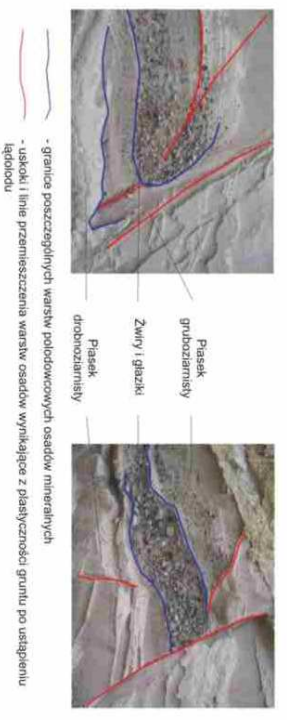 Piasek
gruboziarnisty
Żwiry i głaziki
Piasek
drobnoziarnisty
- granice poszczególnych warstw polodowcowych osadów mineralnych
- uskoki i linie przemieszczenia warstw osadów wynikające z plastyczności gruntu po ustąpieniu
lądolodu